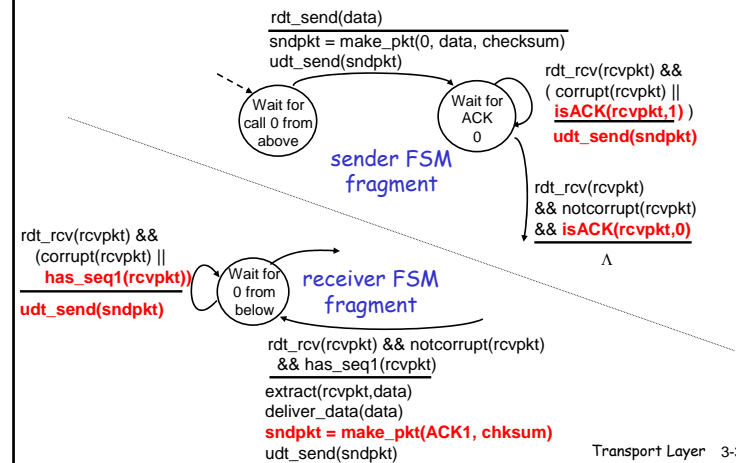 rdt_send(data)
sndpkt = make_pkt(0, data, checksum)
udt_send(sndpkt)
Wait for
call 0 from
above
Wait for
ACK
0
rdt_rcv(rcvpkt) &&
( corrupt(rcvpkt) ||
isACK(rcvpkt,1) )
udt_send(sndpkt)
sender FSM
fragment
rdt_rcv(rcvpkt)
&& notcorrupt(rcvpkt)
&& isACK(rcvpkt,0)
Λ
rdt_rcv(rcvpkt) &&
(corrupt(rcvpkt) ||
has_seq1(rcvpkt))
udt_send(sndpkt)
Wait for
0 from
below
receiver FSM
fragment
rdt_rcv(rcvpkt) && notcorrupt(rcvpkt)
&& has_seq1(rcvpkt)
extract(rcvpkt,data)
deliver_data(data)
sndpkt = make_pkt(ACK1, chksum)
udt_send(sndpkt)
Transport Layer